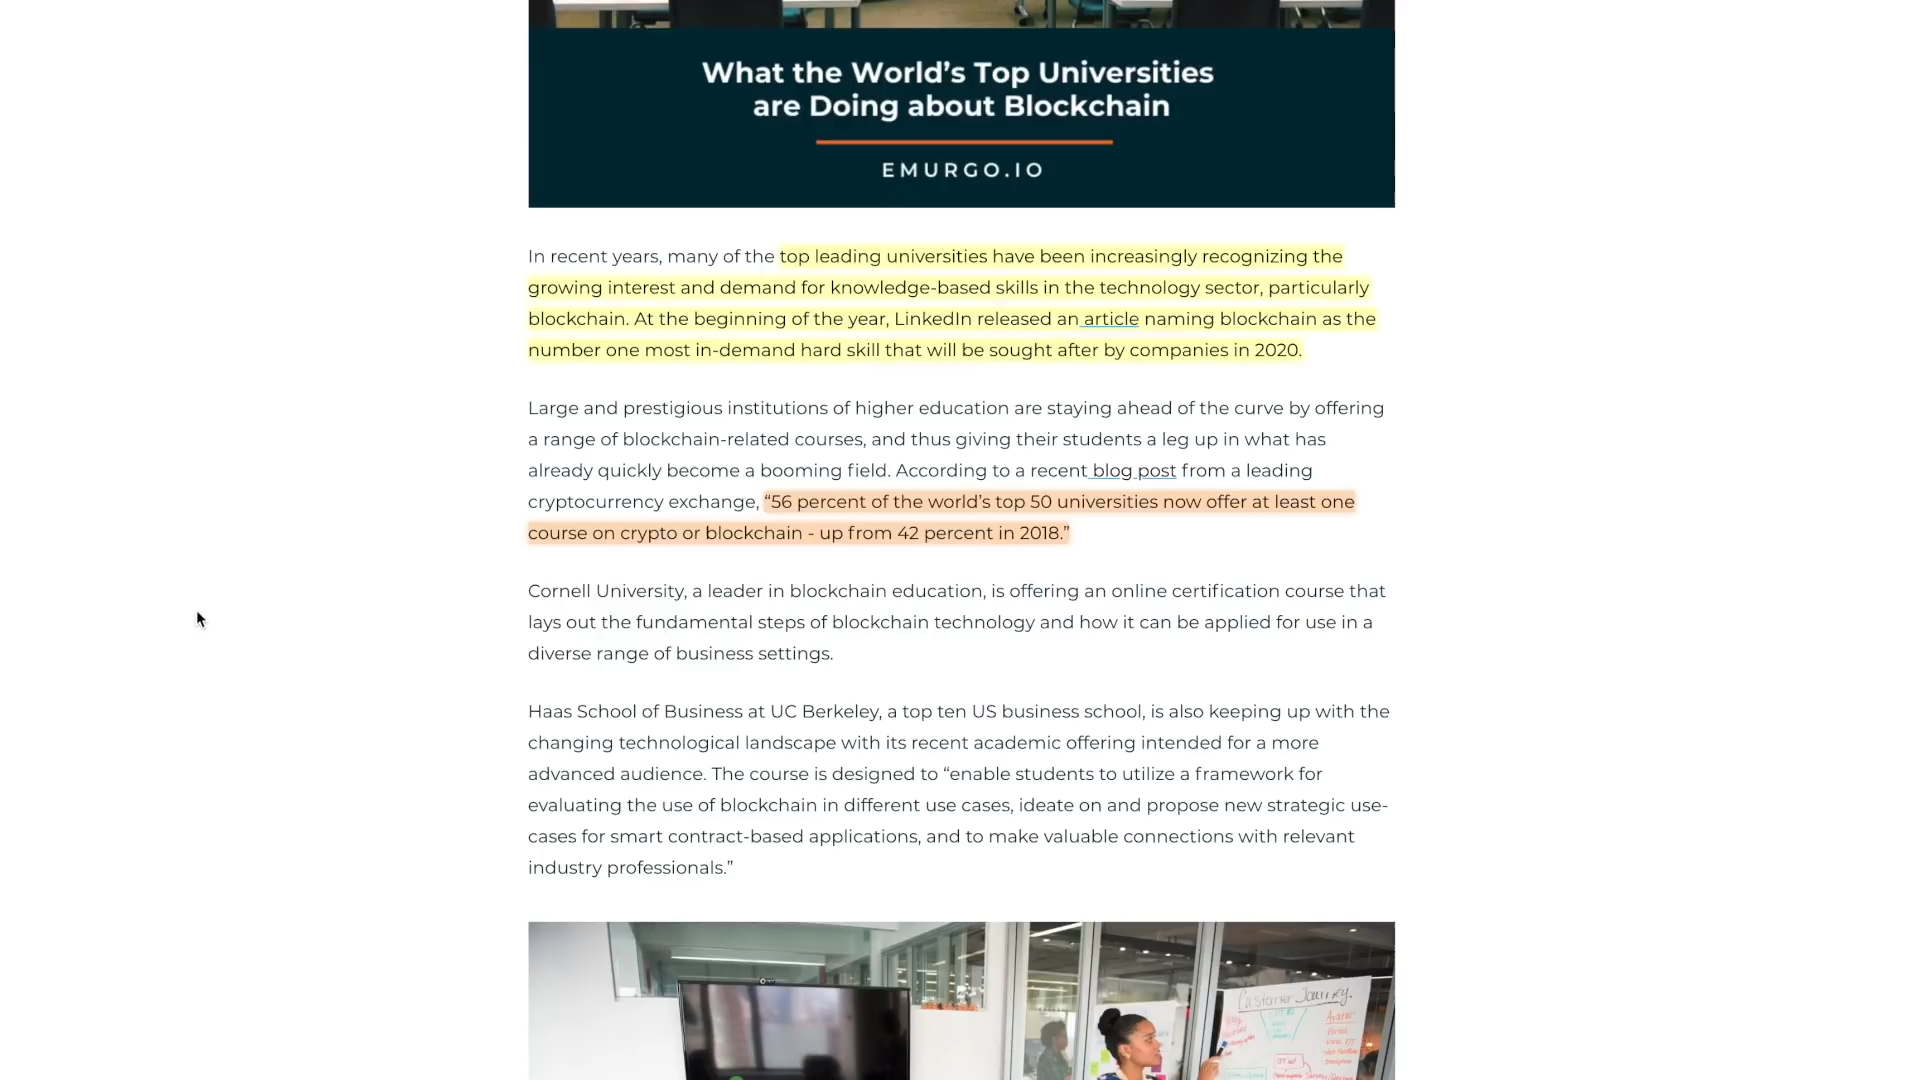 What the World’s Top Universities
are Doing about Blockchain
EMURGO.IO
In recent years, many of the top leading universities have been increasingly recognizing the
growing interest and demand for knowledge-based skills in the technology sector, particularly
blockchain. At the beginning of the year, LinkedIn released an article naming blockchain as the
number one most in-demand hard skill that will be sought after by companies in 2020.
Large and prestigious institutions of higher education are staying ahead of the curve by offering
a range of blockchain-related courses, and thus giving their students a leg up in what has
already quickly become a booming field. According to a recent blog post from a leading
cryptocurrency exchange, “56 percent of the world’s top 50 universities now offer at least one
course on crypto or blockchain - up from 42 percent in 2018.”
Cornell University, a leader in blockchain education, is offering an online certification course that
lays out the fundamental steps of blockchain technology and how it can be applied for use in a
diverse range of business settings.
Haas School of Business at UC Berkeley, a top ten US business school, is also keeping up with the
changing technological landscape with its recent academic offering intended for a more
advanced audience. The course is designed to “enable students to utilize a framework for
evaluating the use of blockchain in different use cases, ideate on and propose new strategic use-
cases for smart contract-based applications, and to make valuable connections with relevant
industry professionals.”
Customer Journey